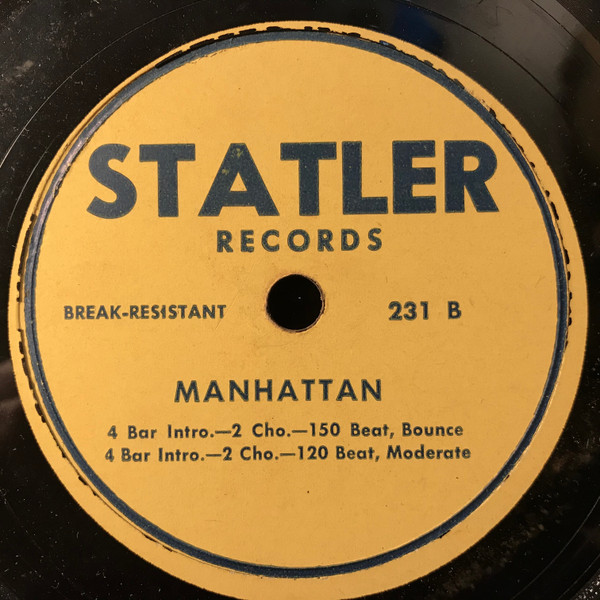 STATLER
RECORDS
BREAK-RESISTANT 231 B
MANHATTAN
4 Bar Intro.—2 Cho.—150 Beat, Bounce
4 Bar Intro.—2 Cho.—120 Beat, Moderate